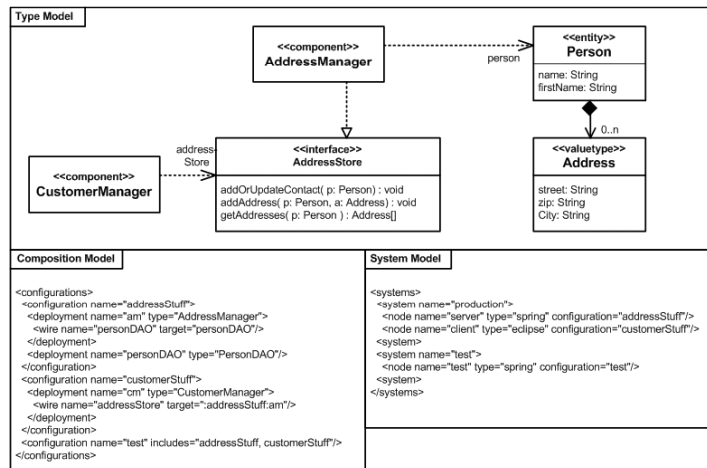 Type Model
<<component>>
AddressManager
person
<<entity>>
Person
name: String
firstName: String
0..n
address-
Store
<<component>>
CustomerManager
<<interface>>
AddressStore
addOrUpdateContact( p: Person) : void
addAddress( p: Person, a: Address) : void
getAddresses( p: Person ) : Address[]
<<valuetype>>
Address
street: String
zip: String
City: String
Composition Model
<configurations>
<configuration name="addressStuff">
<deployment name="am" type="AddressManager">
<wire name="personDAO" target="personDAO"/>
</deployment>
<deployment name="personDAO" type="PersonDAO"/>
</configuration>
<configuration name="customerStuff">
<deployment name="cm" type="CustomerManager">
<wire name="addressStore" target=":addressStuff:am"/>
</deployment>
</configuration>
<configuration name="test" includes="addressStuff, customerStuff"/>
</configurations>
System Model
<systems>
<system name="production">
<node name="server" type="spring" configuration="addressStuff"/>
<node name="client" type="eclipse" configuration="customerStuff"/>
<system>
<system name="test">
<node name="test" type="spring" configuration="test"/>
<system>
</systems>